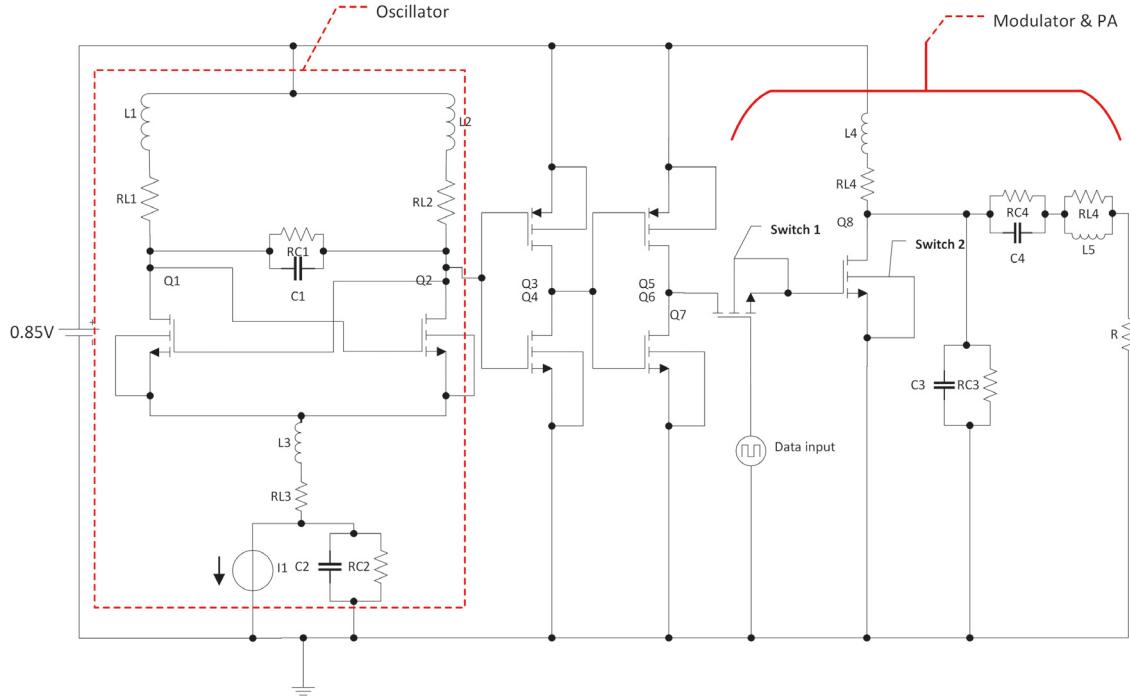 Oscillator
Modulator & PA
L1
L2
L4
RL1
RL2
RL4
RC4
RL4
Q8
Switch 1
Switch 2
C4
L5
RC1
Q1
Q2
C1
Q3
Q4
Q5
Q6
Q7
0.85V
+
R
C3
RC3
L3
Data input
RL3
I1
C2
RC2